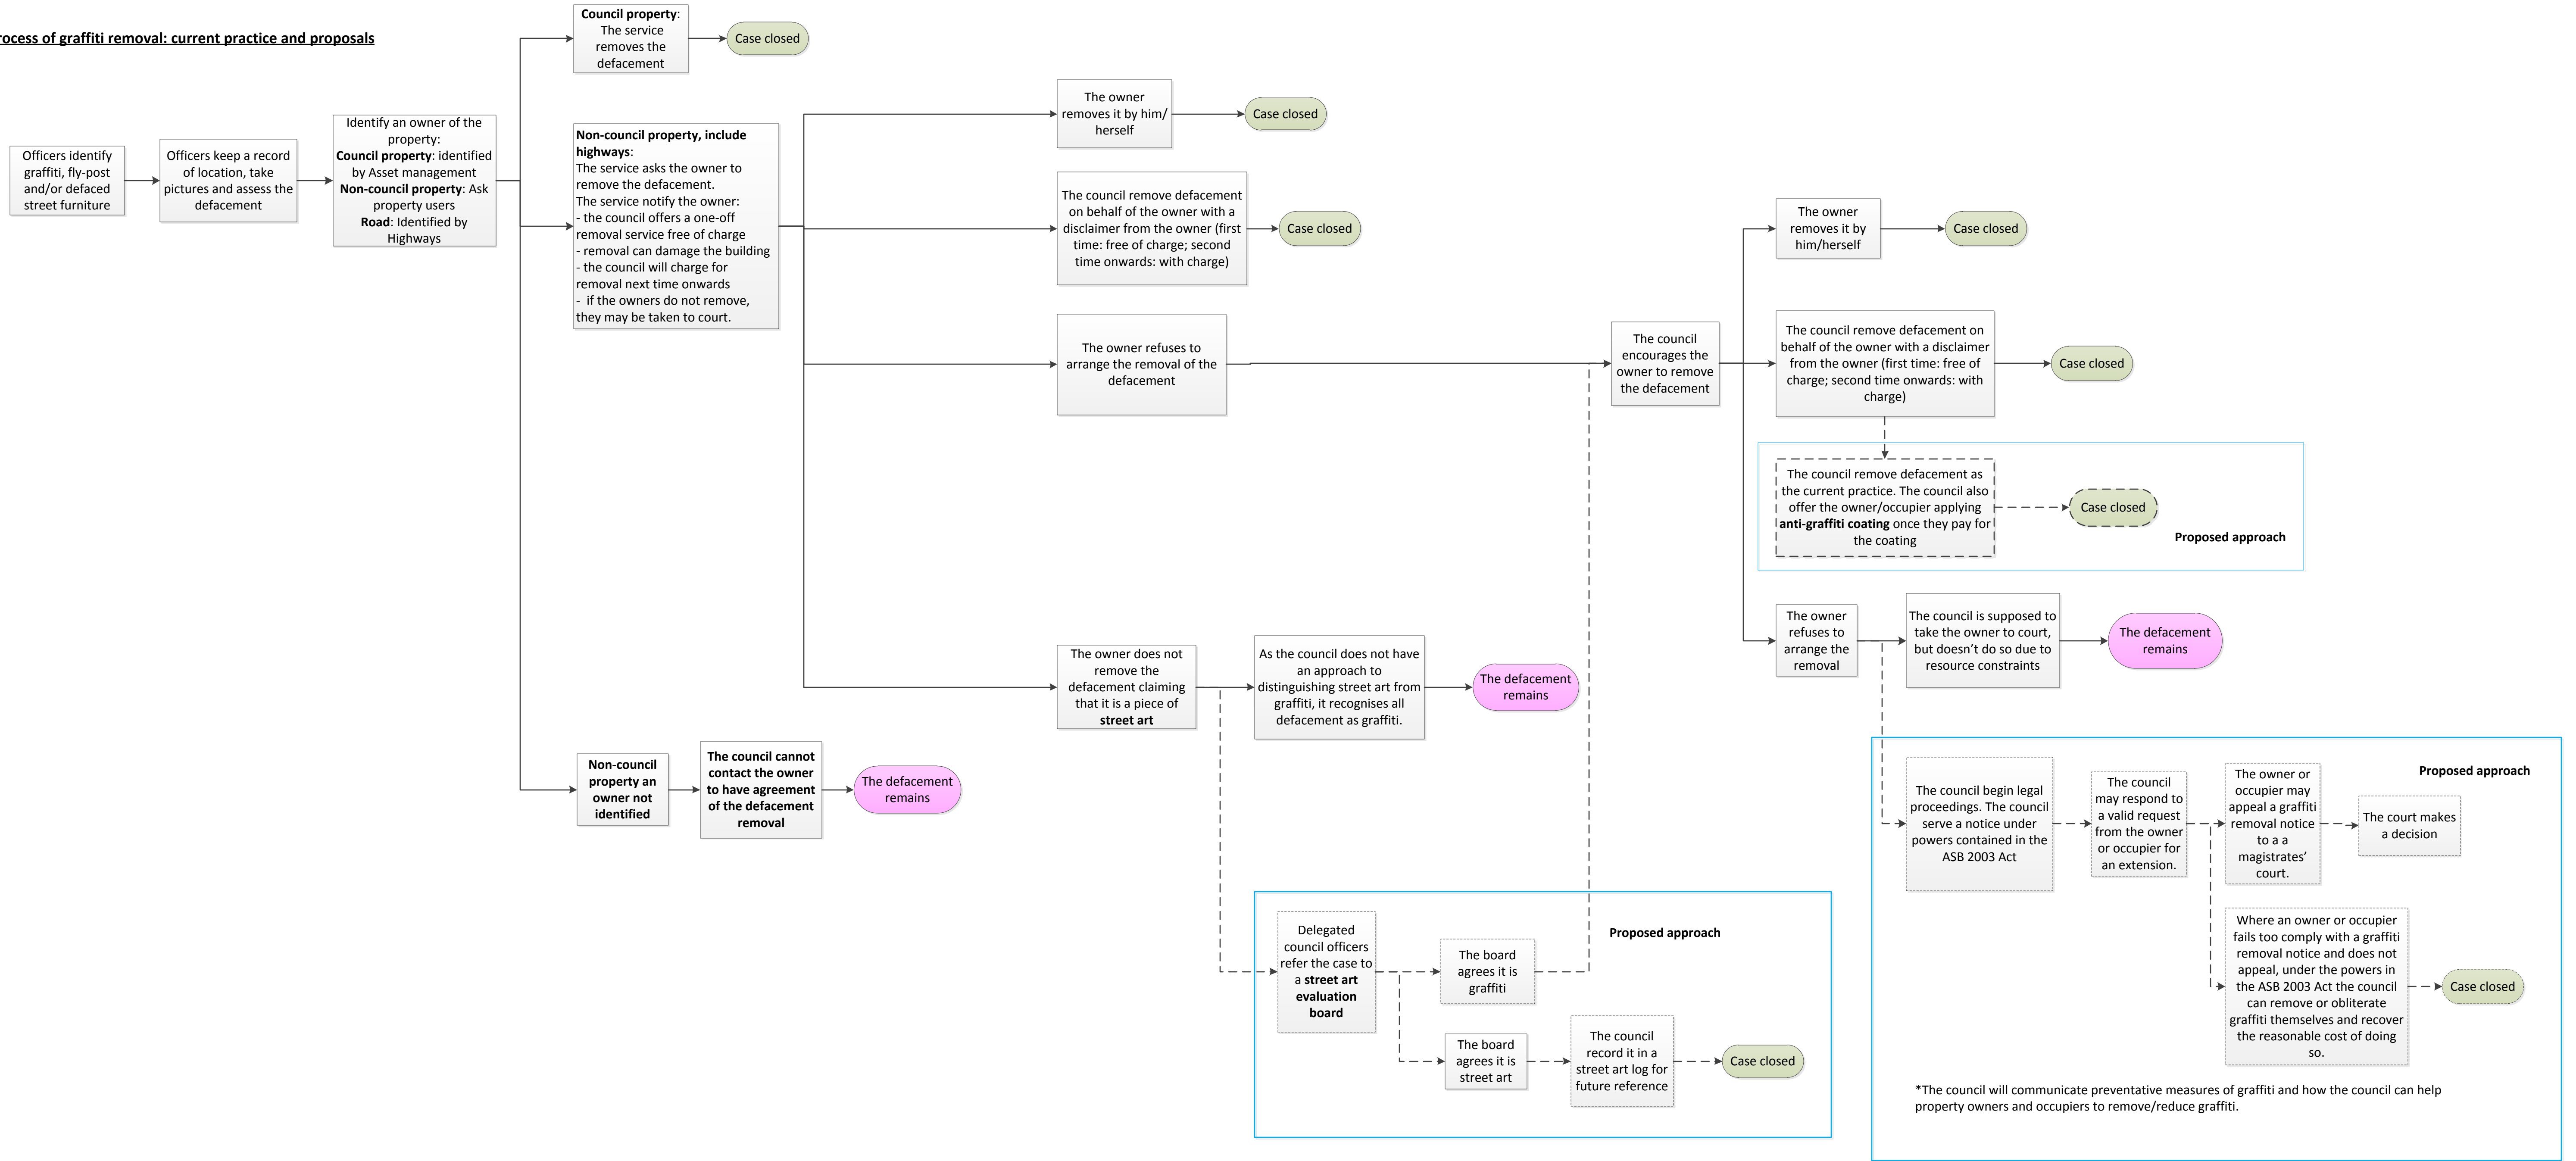 rocess of graffiti removal: current practice and proposals
Council property:
The service
removes the
defacement
Case closed
Officers identify
graffiti, fly-post
and/or defaced
street furniture
Officers keep a record
of location, take
pictures and assess the
defacement
Identify an owner of the
property:
Council property: identified
by Asset management
Non-council property: Ask
property users
Road: Identified by
Highways
Non-council property, include
highways:
The service asks the owner to
remove the defacement.
The service notify the owner:
- the council offers a one-off
removal service free of charge
- removal can damage the building
- the council will charge for
removal next time onwards
- if the owners do not remove,
they may be taken to court.
The owner
removes it by him/
herself
Case closed
The council remove defacement
on behalf of the owner with a
disclaimer from the owner (first
time: free of charge; second
time onwards: with charge)
Case closed
The owner refuses to
arrange the removal of the
defacement
The council
encourages the
owner to remove
the defacement
The owner
removes it by
him/herself
Case closed
The council remove defacement on
behalf of the owner with a disclaimer
from the owner (first time: free of
charge; second time onwards: with
charge)
Case closed
The council remove defacement as
the current practice. The council also
offer the owner/occupier applying
anti-graffiti coating once they pay for
the coating
Case closed
Proposed approach
The owner
refuses to
arrange the
removal
The council is supposed to
take the owner to court,
but doesn't do so due to
resource constraints
The defacement
remains
The owner does not
remove the
defacement claiming
that it is a piece of
street art
As the council does not have
an approach to
distinguishing street art from
graffiti, it recognises all
defacement as graffiti.
The defacement
remains
Non-council
property an
owner not
identified
The council cannot
contact the owner
to have agreement
of the defacement
removal
The defacement
remains
Proposed approach
The council begin legal
proceedings. The council
serve a notice under
powers contained in the
ASB 2003 Act
The council
may respond to
a valid request
from the owner
or occupier for
an extension.
The owner or
occupier may
appeal a graffiti
removal notice
to a a
magistrates'
court.
The court makes
a decision
Where an owner or occupier
fails too comply with a graffiti
removal notice and does not
appeal, under the powers in
the ASB 2003 Act the council
can remove or obliterate
graffiti themselves and recover
the reasonable cost of doing
so.
Case closed
*The council will communicate preventative measures of graffiti and how the council can help
property owners and occupiers to remove/reduce graffiti.
Proposed approach
Delegated
council officers
refer the case to
a street art
evaluation
board
The board
agrees it is
graffiti
The board
agrees it is
street art
The council
record it in a
street art log for
future reference
Case closed